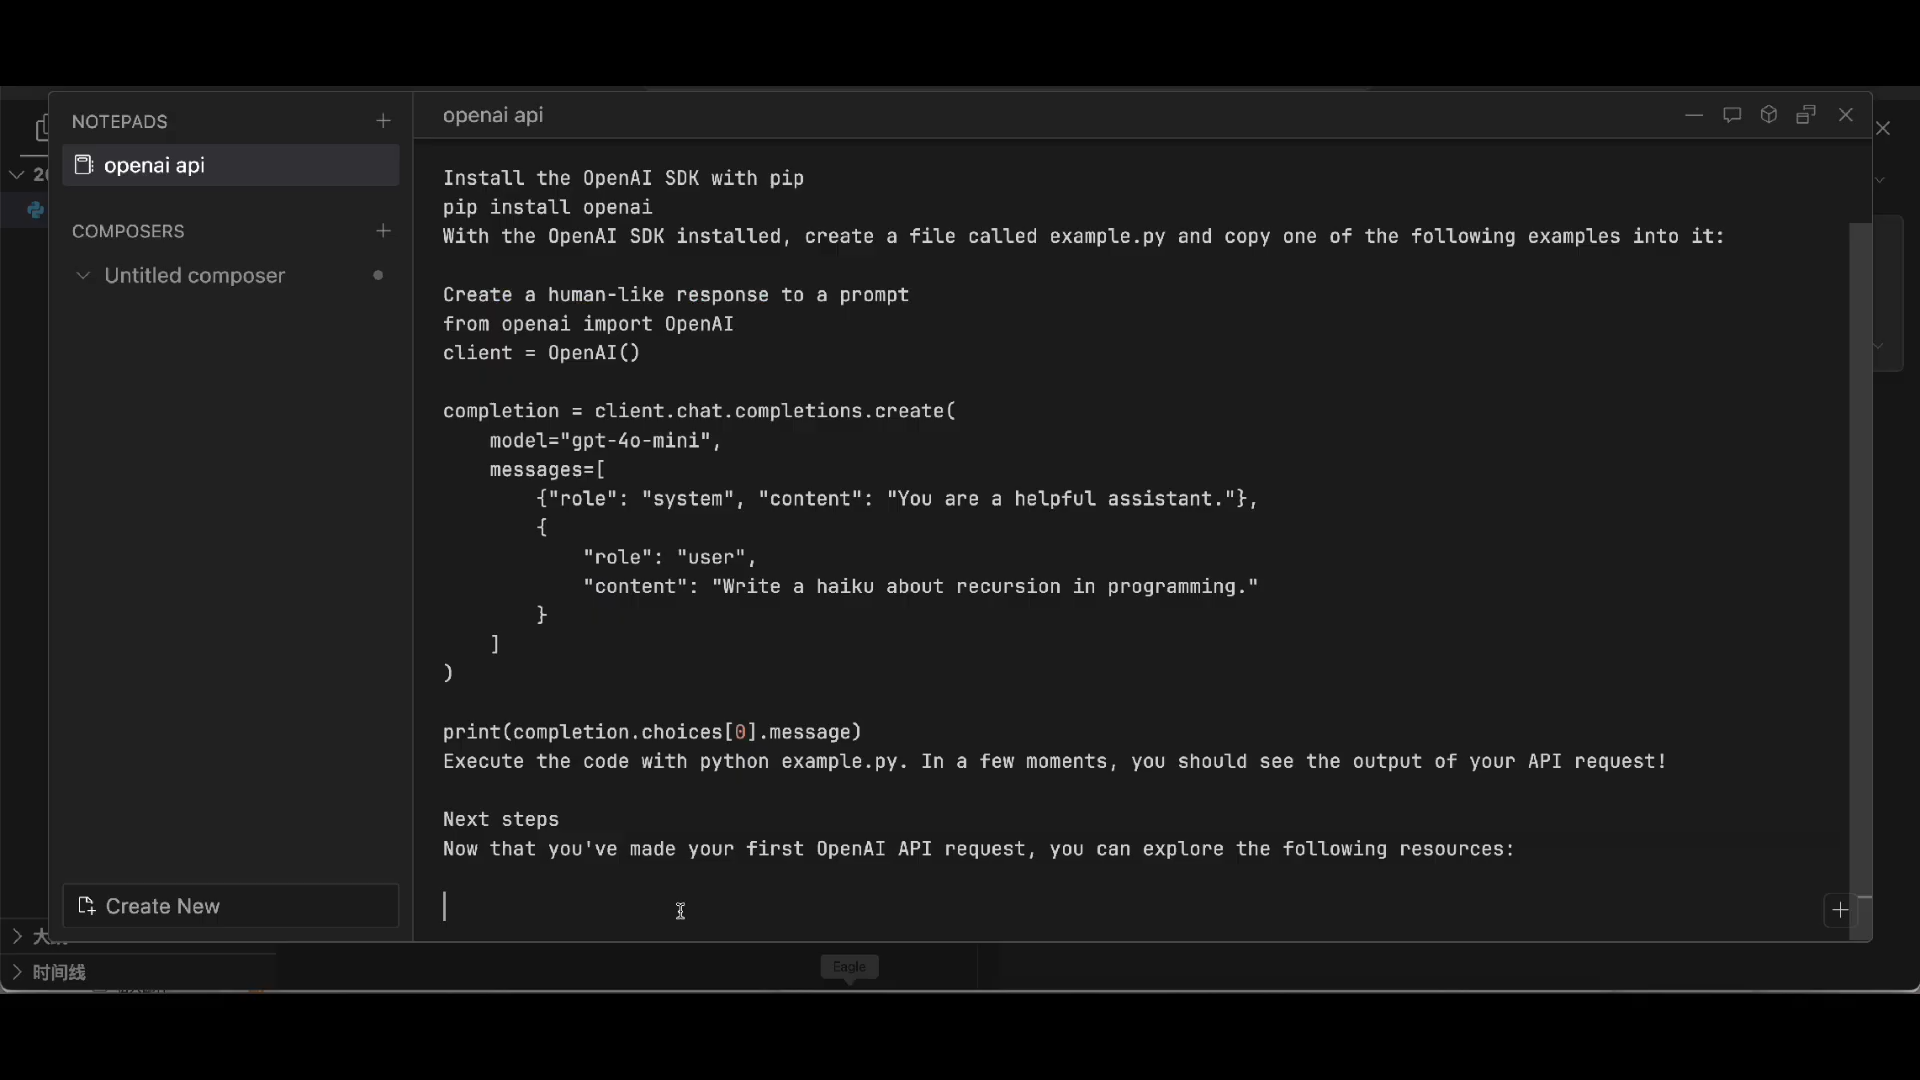 NOTEPADS
openai api
COMPOSERS
Untitled composer
Create New
openai api
Install the OpenAI SDK with pip
pip install openai
With the OpenAI SDK installed, create a file called example.py and copy one of the following examples into it:
Create a human-like response to a prompt
from openai import OpenAI
client = OpenAI()
completion = client.chat.completions.create(
model="gpt-4o-mini",
messages=[
{"role": "system", "content": "You are a helpful assistant."},
{
"role": "user",
"content": "Write a haiku about recursion in programming."
}
]
)
print(completion.choices[0].message)
Execute the code with python example.py. In a few moments, you should see the output of your API request!
Next steps
Now that you've made your first OpenAI API request, you can explore the following resources:
时间线
Eagle